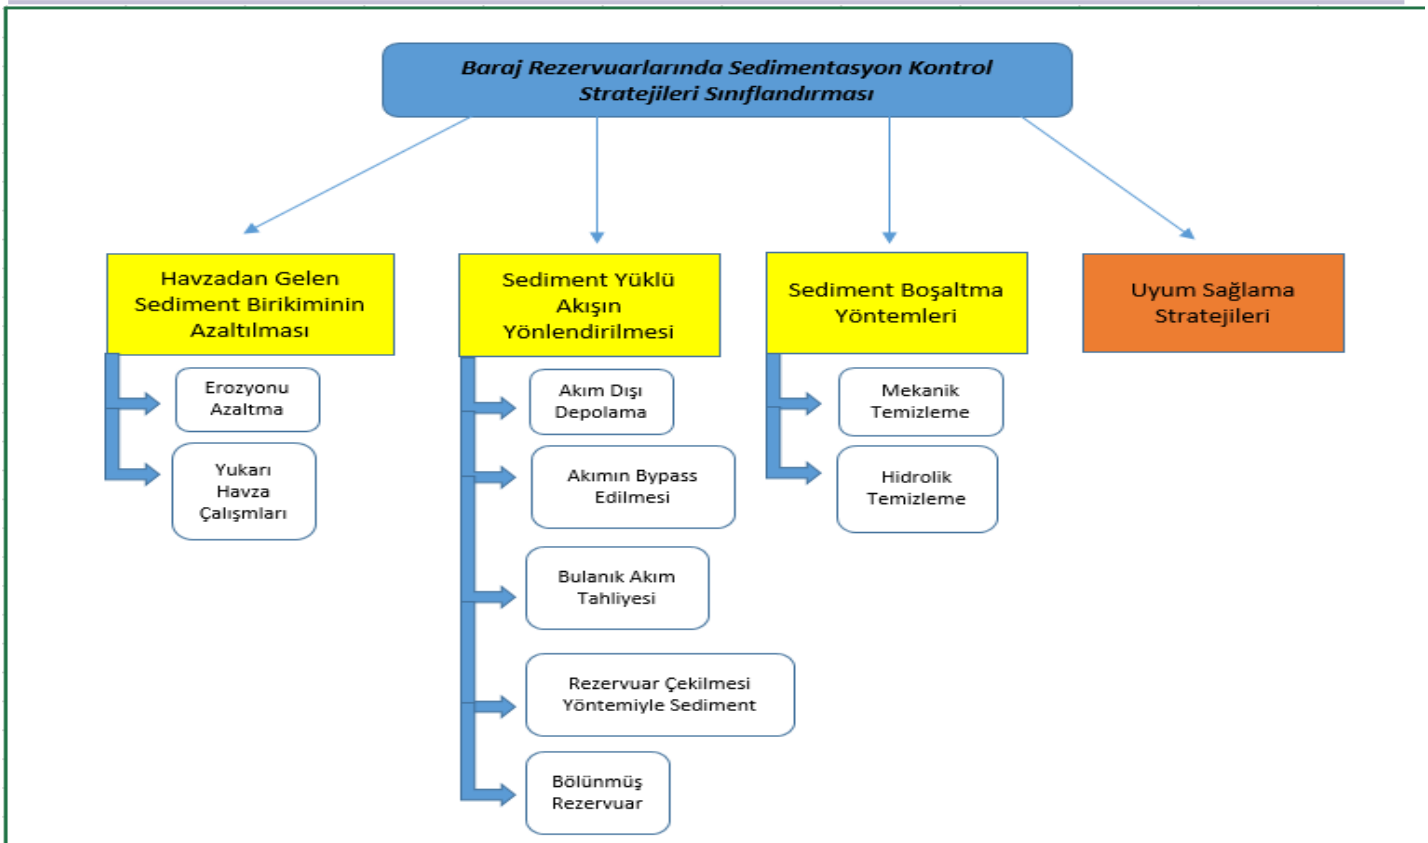 Baraj Rezervuarlarında Sedimentasyon Kontrol
Stratejileri Sınıflandırması
Havzadan Gelen
Sediment Birikiminin
Azaltılması
Erozyonu
Azaltma
Yukarı
Havza
Çalışmları
Sediment Yüklü
Akışın
Yönlendirilmesi
Akım Dışı
Depolama
Akımın Bypass
Edilmesi
Bulanık Akım
Tahliyesi
Rezervuar Çekilmesi
Yöntemiyle Sediment
Bölünmüş
Rezervuar
Sediment Boşaltma
Yöntemleri
Mekanik
Temizleme
Hidrolik
Temizleme
Uyum Sağlama
Stratejileri